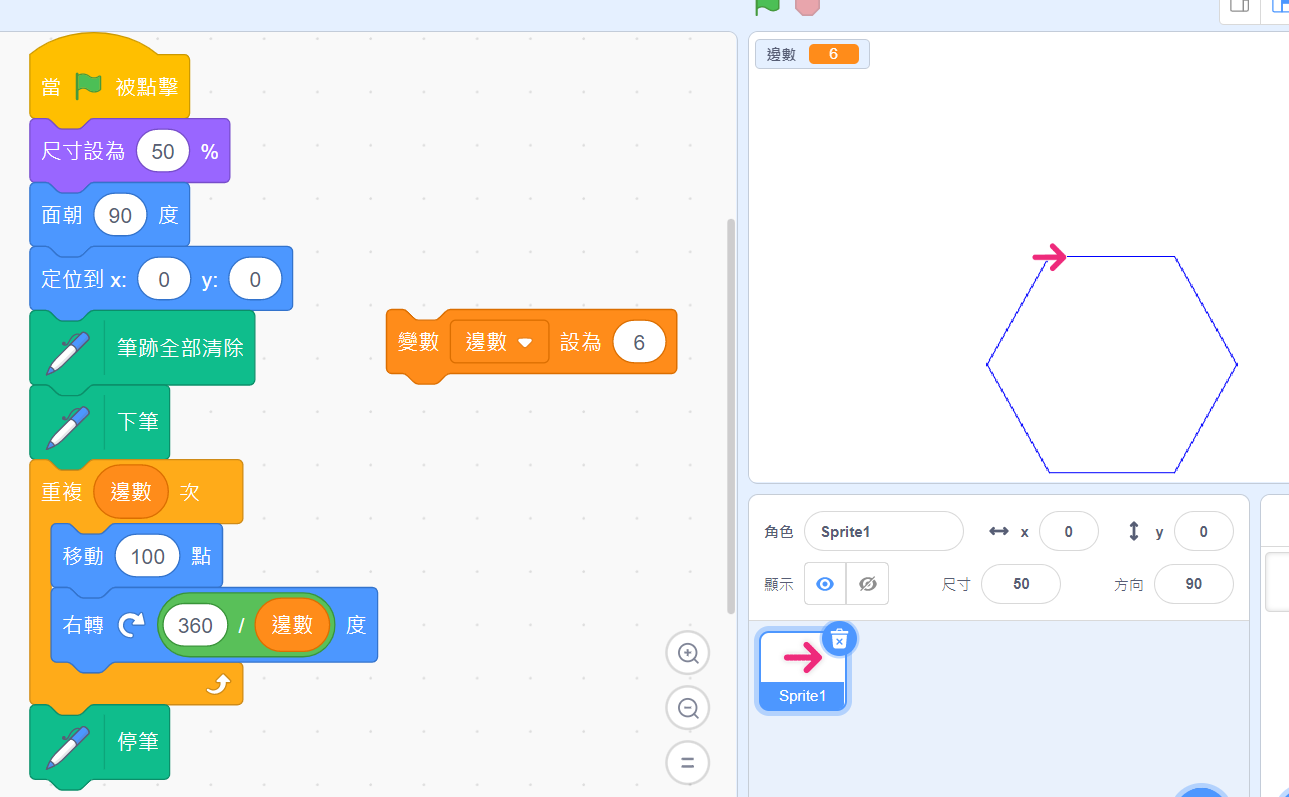 當 被點擊
尺寸設為 50 %
面朝 90 度
定位到 x: 0 y: 0
筆跡全部清除
下筆
重複 邊數 次
移動 100 點
右轉 360 / 邊數 度
停筆
變數 邊數 設為 6
邊數 6
角色 Sprite1 x 0 y 0
顯示 尺寸 50 方向 90
Sprite1